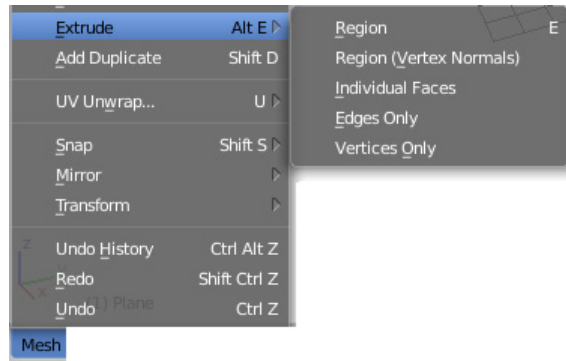 Extrude Alt E
Add Duplicate Shift D
UV Unwrap... U
Snap Shift S
Mirror
Transform
Undo History Ctrl Alt Z
Redo Shift Ctrl Z
Undo Ctrl Z
Mesh
Region E
Region (Vertex Normals)
Individual Faces
Edges Only
Vertices Only
z
x
(1) Plane